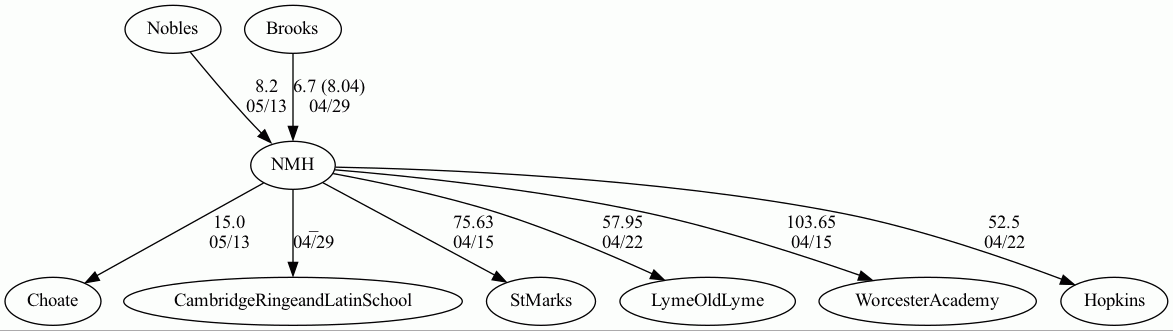 Nobles
Brooks
8.2
05/13
6.7 (8.04)
04/29
NMH
15.0
05/13
_
04/29
75.63
04/15
57.95
04/22
103.65
04/15
52.5
04/22
Choate
CambridgeRingeandLatinSchool
StMarks
LymeOldLyme
WorcesterAcademy
Hopkins